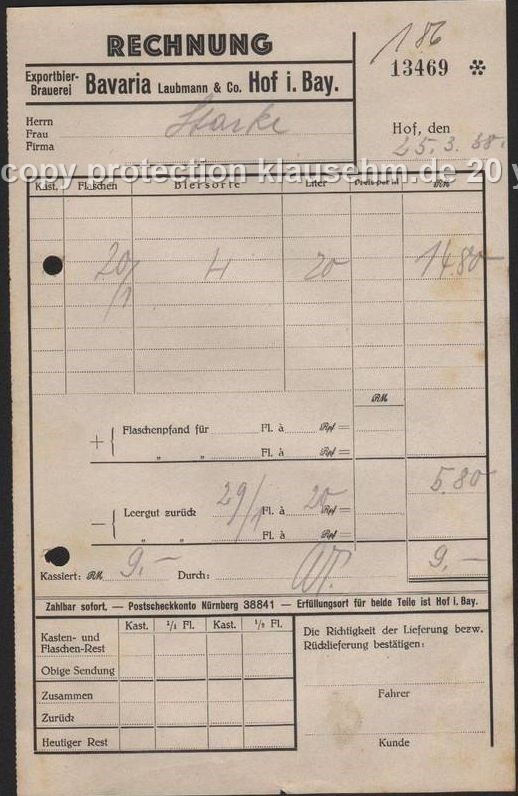 RECHNUNG
186
13469 ✻
Exportbier-
Brauerei Bavaria Laubmann & Co. Hof i. Bay.
Herrn
Frau Starke
Firma
Hof, den
25.3.38.
copy protection klausehm.de 20 y
Kast. Flaschen Biersorte Liter Preis per hl RM
20/1 4 20 14 80
RM
+ { Flaschenpfand für Fl. à Rpf =
" " Fl. à Rpf =
5.80
— { Leergut zurück 29/1 Fl. à 20 Rpf =
" " Fl. à Rpf =
Kassiert: RM 9.- Durch: 9.-
Zahlbar sofort. — Postscheckkonto Nürnberg 38841 — Erfüllungsort für beide Teile ist Hof i. Bay.
Kast. 1/1 Fl. Kast. 1/2 Fl.
Kasten- und
Flaschen-Rest
Obige Sendung
Zusammen
Zurück
Heutiger Rest
Die Richtigkeit der Lieferung bezw.
Rücklieferung bestätigen:
Fahrer
Kunde